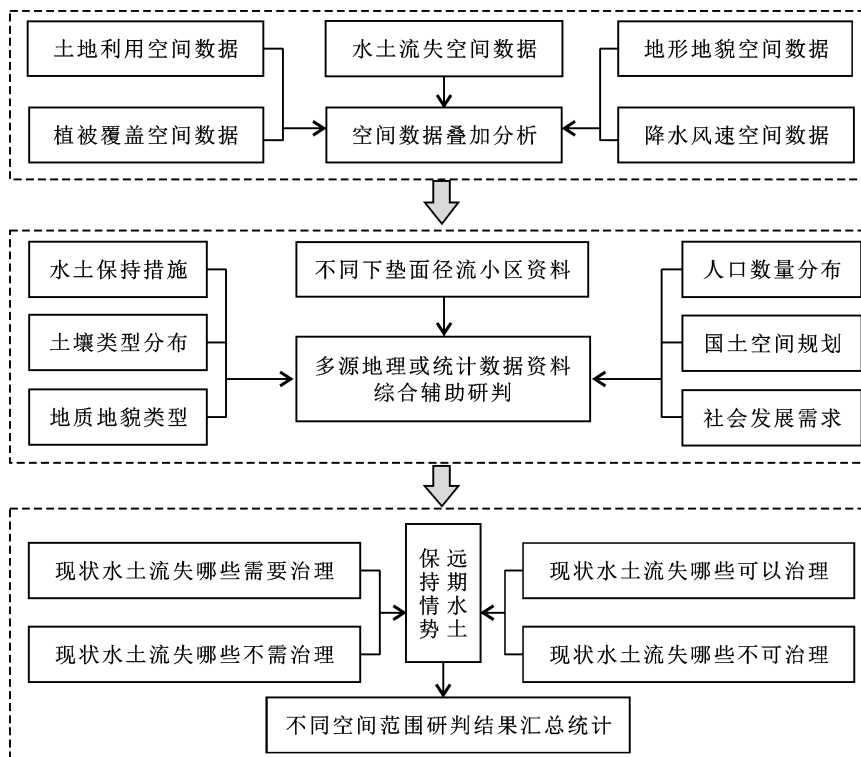 土地利用空间数据
水土流失空间数据
地形地貌空间数据
植被覆盖空间数据
空间数据叠加分析
降水风速空间数据
水土保持措施
不同下垫面径流小区资料
人口数量分布
土壤类型分布
多源地理或统计数据资料
综合辅助研判
国土空间规划
地质地貌类型
社会发展需求
现状水土流失哪些需要治理
远期水土
保持情势
现状水土流失哪些可以治理
现状水土流失哪些不需治理
现状水土流失哪些不可治理
不同空间范围研判结果汇总统计